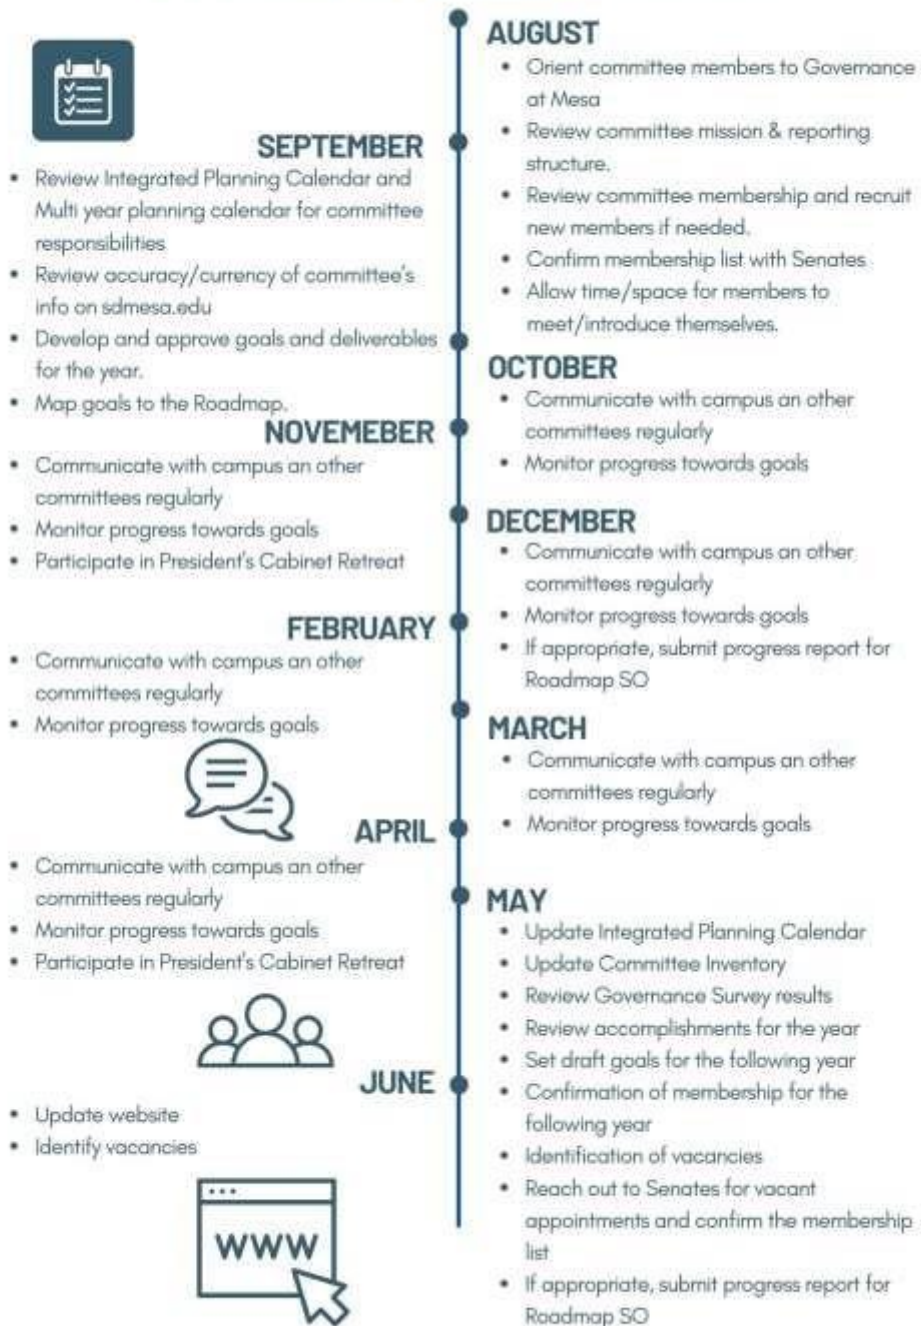 AUGUST
• Orient committee members to Governance
at Mesa
• Review committee mission & reporting
structure.
• Review committee membership and recruit
new members if needed.
• Confirm membership list with Senates
• Allow time/space for members to
meet/introduce themselves.
SEPTEMBER
• Review Integrated Planning Calendar and
Multi year planning calendar for committee
responsibilities
• Review accuracy/currency of committee's
info on sdmesa.edu
• Develop and approve goals and deliverables
for the year.
• Map goals to the Roadmap.
OCTOBER
• Communicate with campus an other
committees regularly
• Monitor progress towards goals
NOVEMEBER
• Communicate with campus an other
committees regularly
• Monitor progress towards goals
• Participate in President's Cabinet Retreat
DECEMBER
• Communicate with campus an other
committees regularly
• Monitor progress towards goals
• If appropriate, submit progress report for
Roadmap SO
FEBRUARY
• Communicate with campus an other
committees regularly
• Monitor progress towards goals
MARCH
• Communicate with campus an other
committees regularly
• Monitor progress towards goals
APRIL
• Communicate with campus an other
committees regularly
• Monitor progress towards goals
• Participate in President's Cabinet Retreat
MAY
• Update Integrated Planning Calendar
• Update Committee Inventory
• Review Governance Survey results
• Review accomplishments for the year
• Set draft goals for the following year
• Confirmation of membership for the
following year
• Identification of vacancies
• Reach out to Senates for vacant
appointments and confirm the membership
list
• If appropriate, submit progress report for
Roadmap SO
JUNE
• Update website
• Identify vacancies
WWW